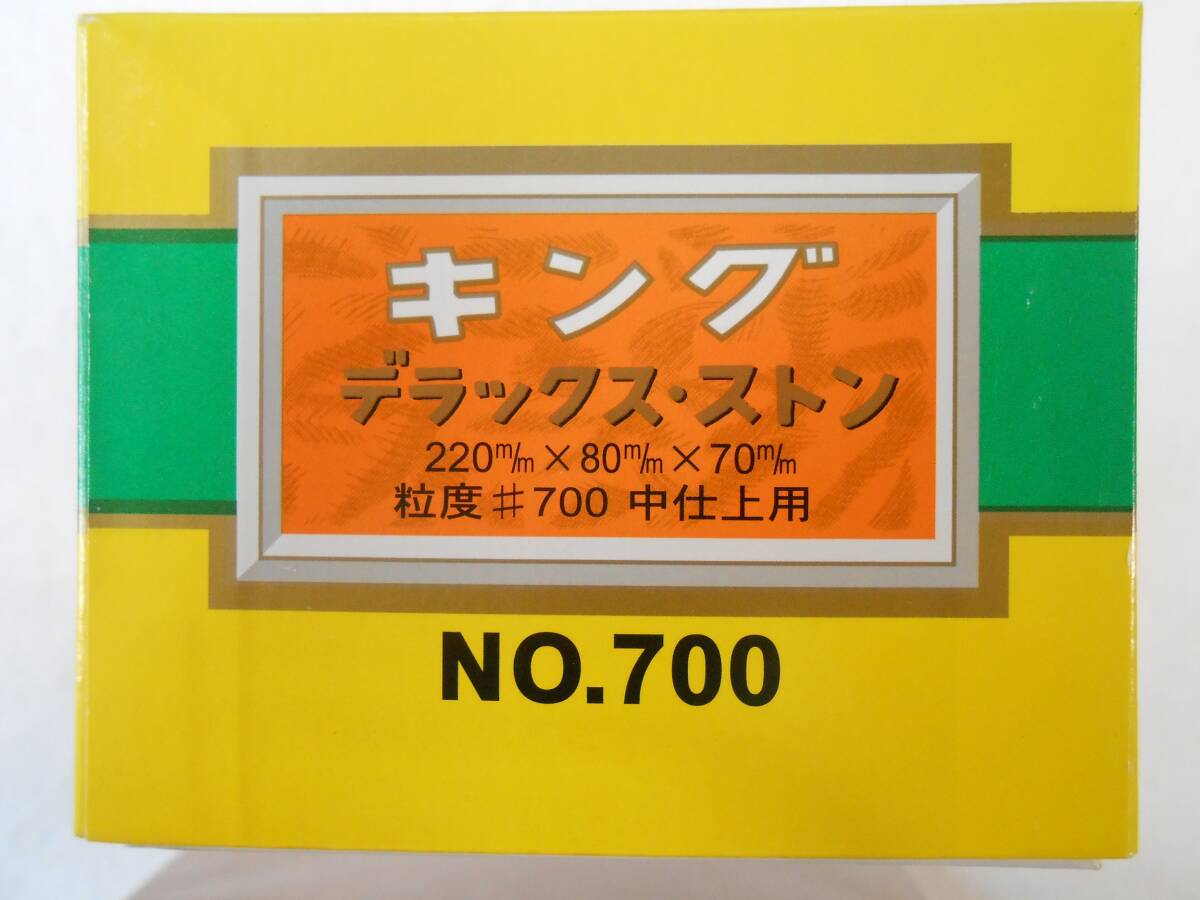 キング
デラックス・ストン
220m/m×80m/m×70m/m
粒度♯700 中仕上用
NO.700